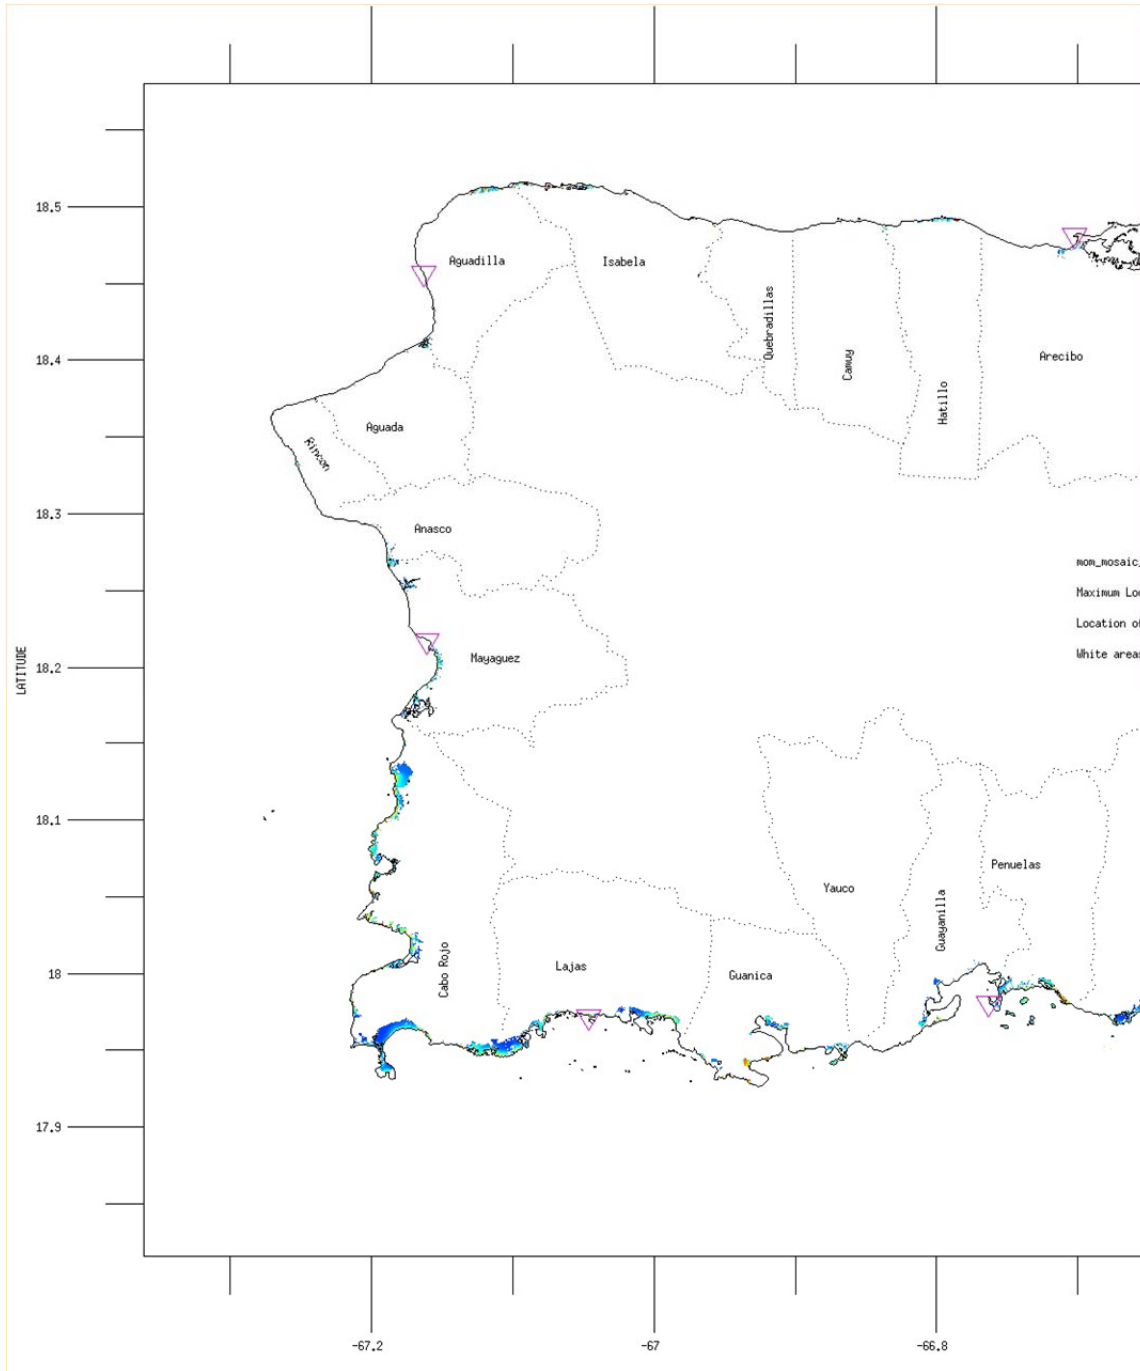 18.5
Aguadilla
Isabela
Quebradillas
Camuy
Hatillo
Arecibo
18.4
Aguada
Rincon
18.3
Anasco
mom_mosaic_
Maximum Lo
Location of
White areas
LATITUDE
18.2
Mayaguez
18.1
Penuelas
Yauco
Guayanilla
Cabo Rojo
Lajas
Guanica
18
17.9
-67.2
-67
-66.8